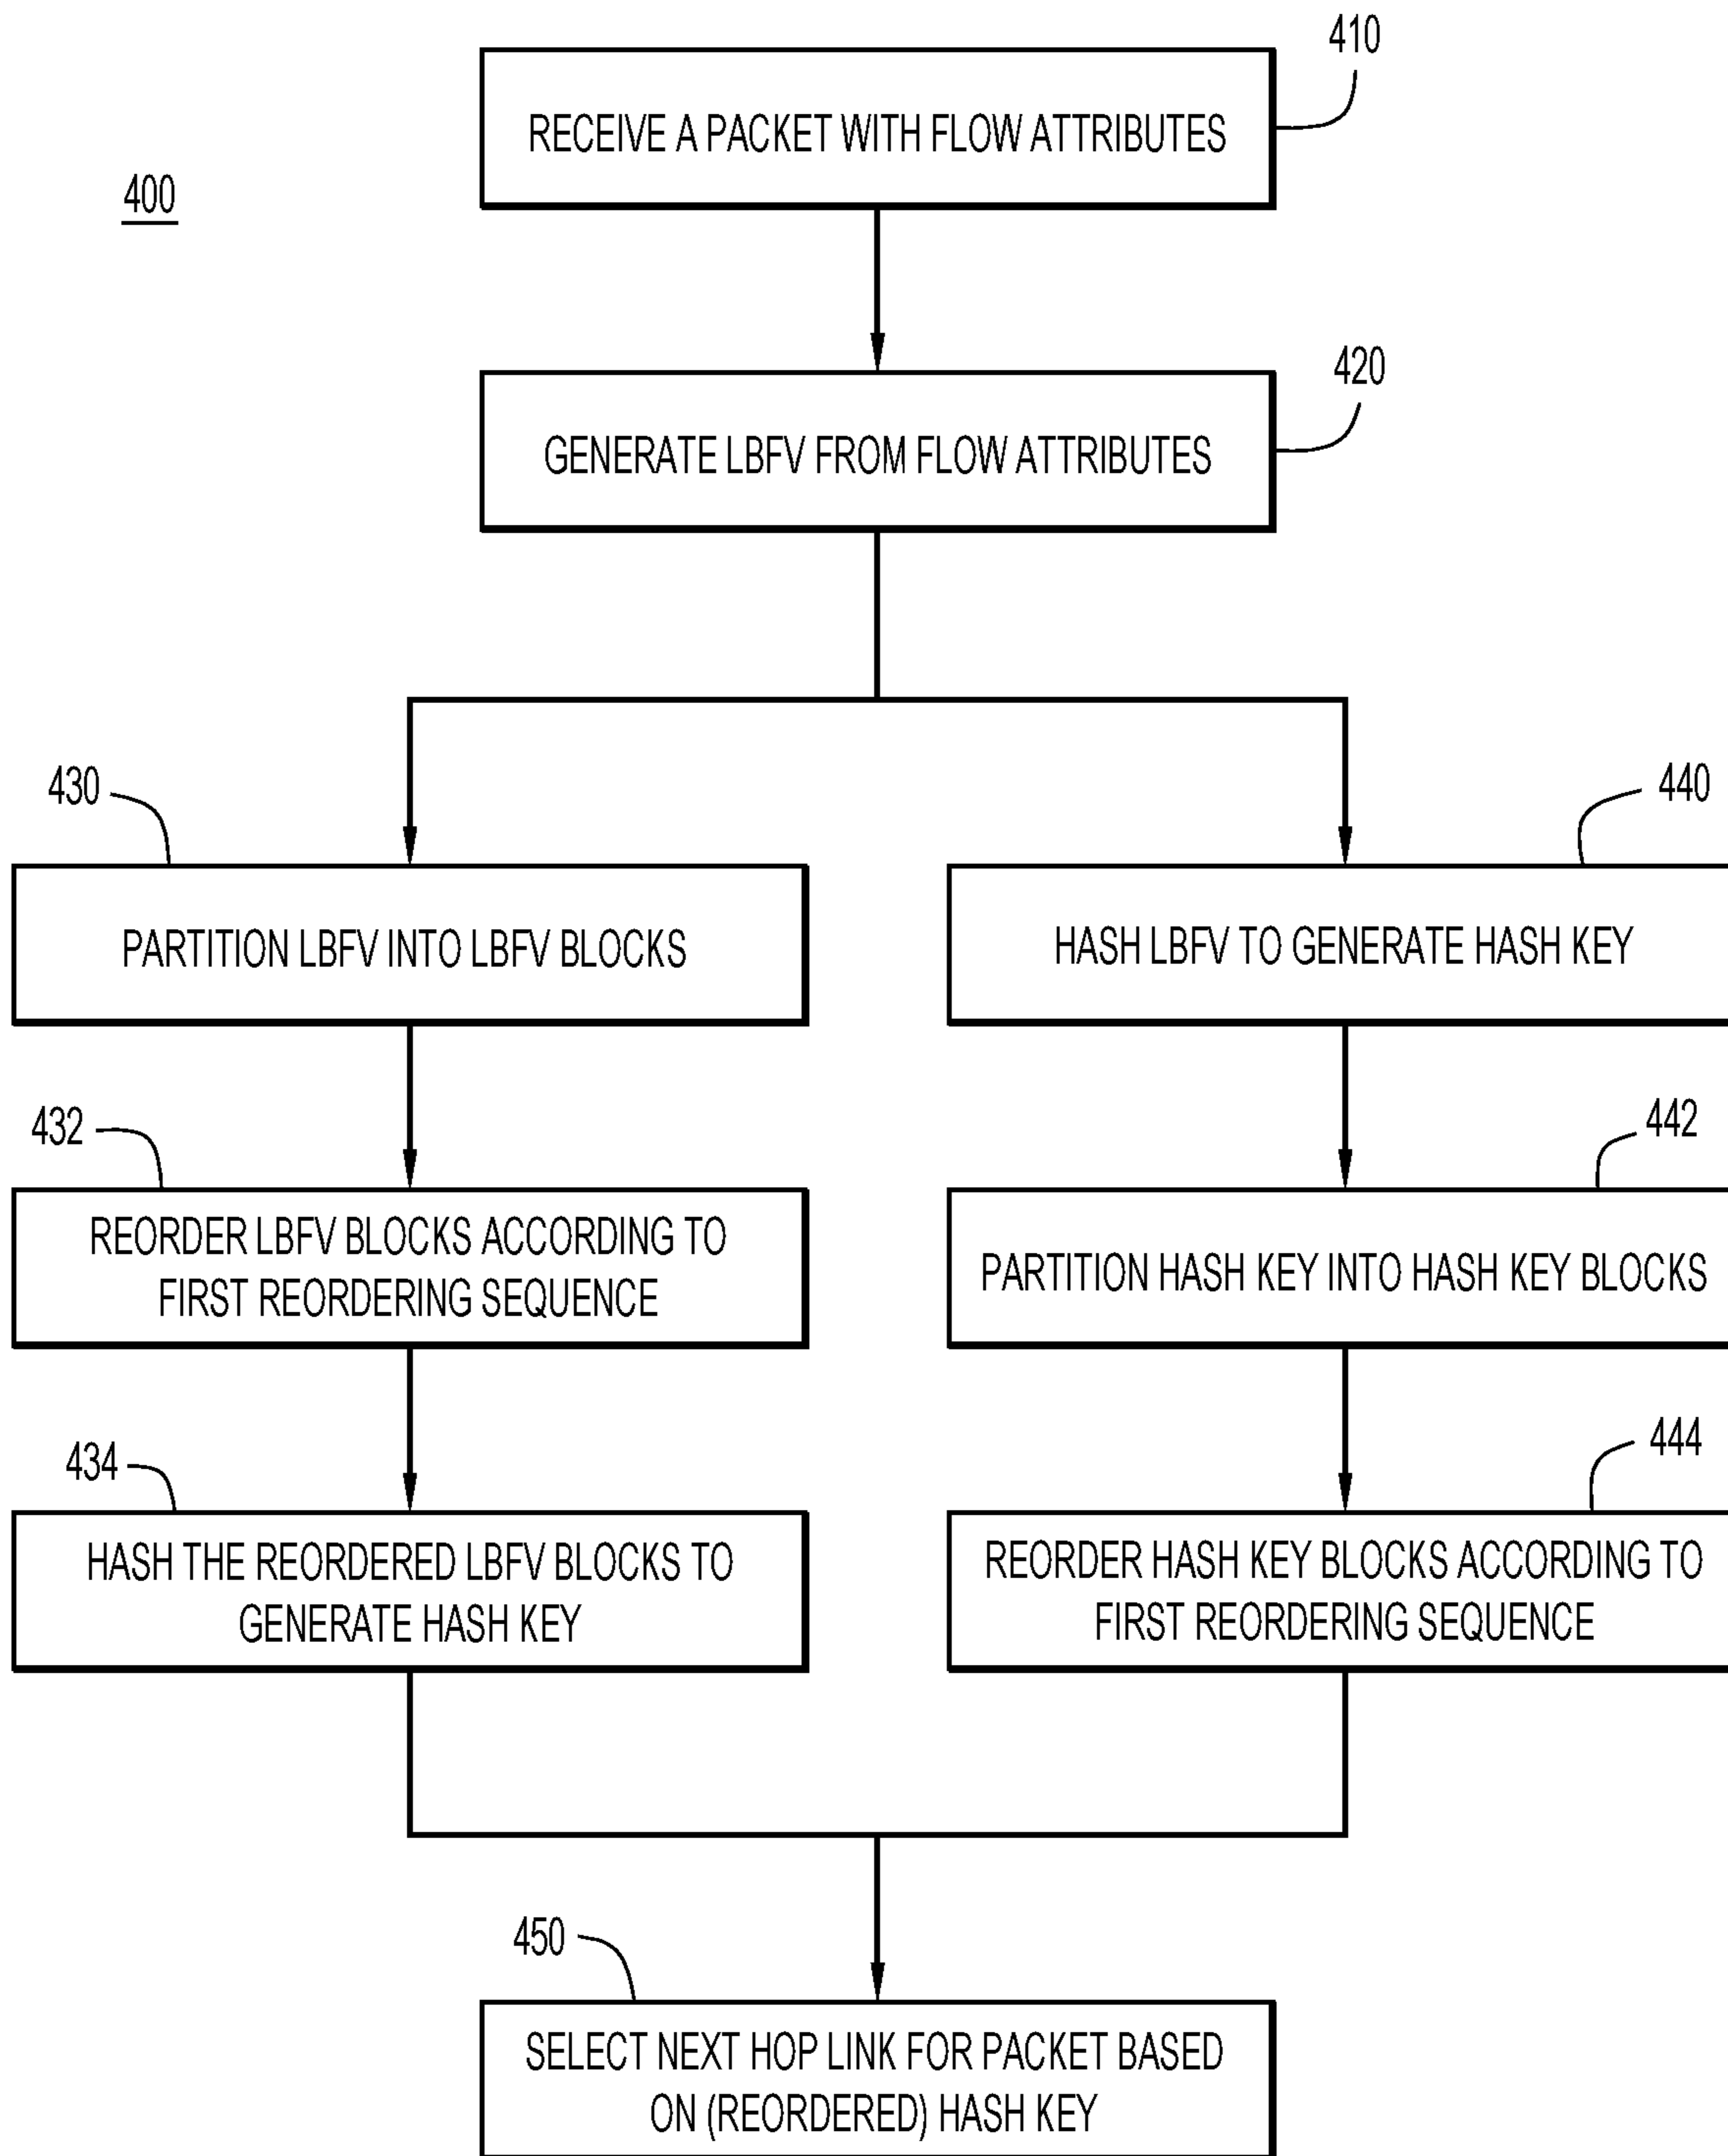 410
RECEIVE A PACKET WITH FLOW ATTRIBUTES
400
420
GENERATE LBFV FROM FLOW ATTRIBUTES
430
440
PARTITION LBFV INTO LBFV BLOCKS
HASH LBFV TO GENERATE HASH KEY
432
442
REORDER LBFV BLOCKS ACCORDING TO
FIRST REORDERING SEQUENCE
PARTITION HASH KEY INTO HASH KEY BLOCKS
434
444
HASH THE REORDERED LBFV BLOCKS TO
GENERATE HASH KEY
REORDER HASH KEY BLOCKS ACCORDING TO
FIRST REORDERING SEQUENCE
450
SELECT NEXT HOP LINK FOR PACKET BASED
ON (REORDERED) HASH KEY